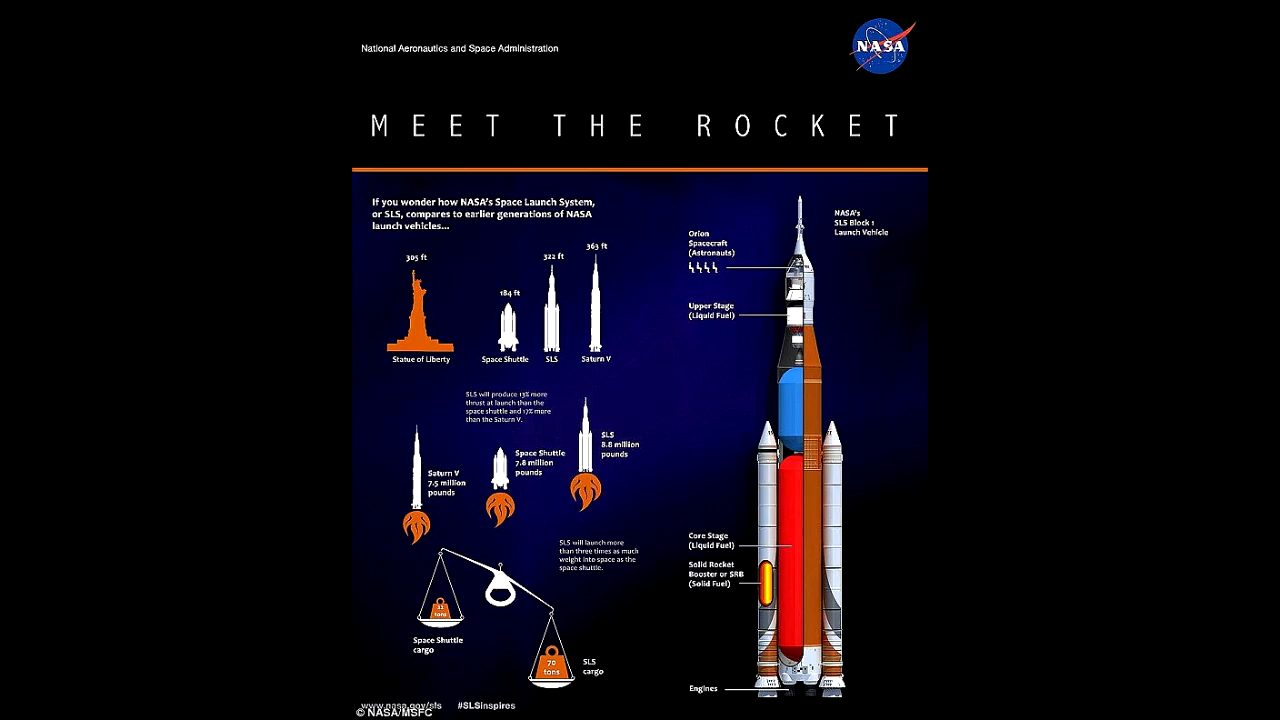 National Aeronautics and Space Administration
NASA
MEET THE ROCKET
If you wonder how NASA's Space Launch System,
or SLS, compares to earlier generations of NASA
launch vehicles...
305 ft
184 ft
322 ft
363 ft
Statue of Liberty
Space Shuttle
SLS
Saturn V
SLS will produce 13% more
thrust at launch than the
space shuttle and 17% more
than the Saturn V.
Saturn V
7.5 million
pounds
Space Shuttle
7.8 million
pounds
SLS
8.8 million
pounds
SLS will launch more
than three times as much
weight into space as the
space shuttle.
tons
Space Shuttle
cargo
70
tons
SLS
cargo
NASA's
SLS Block 1
Launch Vehicle
Orion
Spacecraft
(Astronauts)
Upper Stage
(Liquid Fuel)
Core Stage
(Liquid Fuel)
Solid Rocket
Booster or SRB
(Solid Fuel)
Engines
www.nasa.gov/sls
#SLSinspires
© NASA/MSFC